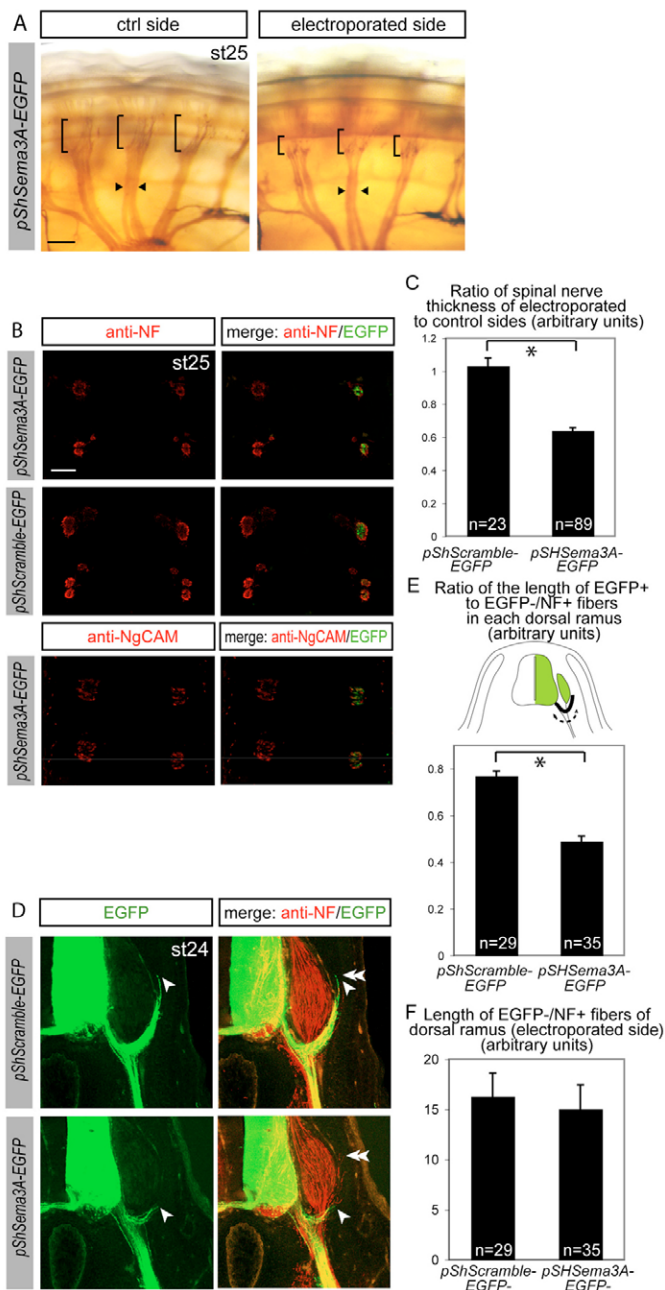 A
ctrl side
electroporated side
pShSema3A-EGFP
st25
B
anti-NF
merge: anti-NF/EGFP
pShSema3A-EGFP
st25
pShScramble-EGFP
anti-NgCAM
merge: anti-NgCAM/EGFP
pShSema3A-EGFP
C
Ratio of spinal nerve
thickness of electroporated
to control sides (arbitrary units)
1.2
1
0.8
0.6
0.4
0.2
0
*
n=23
n=89
pShScramble-
EGFP
pSHSema3A-
EGFP
D
EGFP
merge: anti-NF/EGFP
pShScramble-EGFP
st24
pShSema3A-EGFP
E
Ratio of the length of EGFP+
to EGFP-/NF+ fibers
in each dorsal ramus
(arbitrary units)
0.8
0.6
0.4
0.2
0
*
n=29
n=35
pShScramble-
EGFP
pSHSema3A-
EGFP
F
Length of EGFP-/NF+ fibers of
dorsal ramus (electroporated side)
(arbitrary units)
20
15
10
5
0
n=29
n=35
pShScramble-
EGFP-
pSHSema3A-
EGFP-